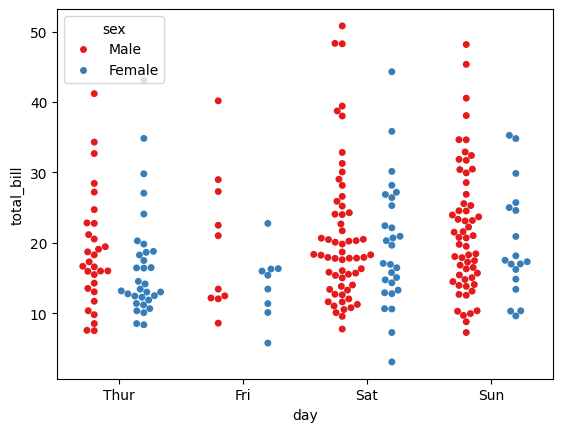 sex
Male
Female
50
40
30
20
10
total_bill
Thur Fri Sat Sun
day